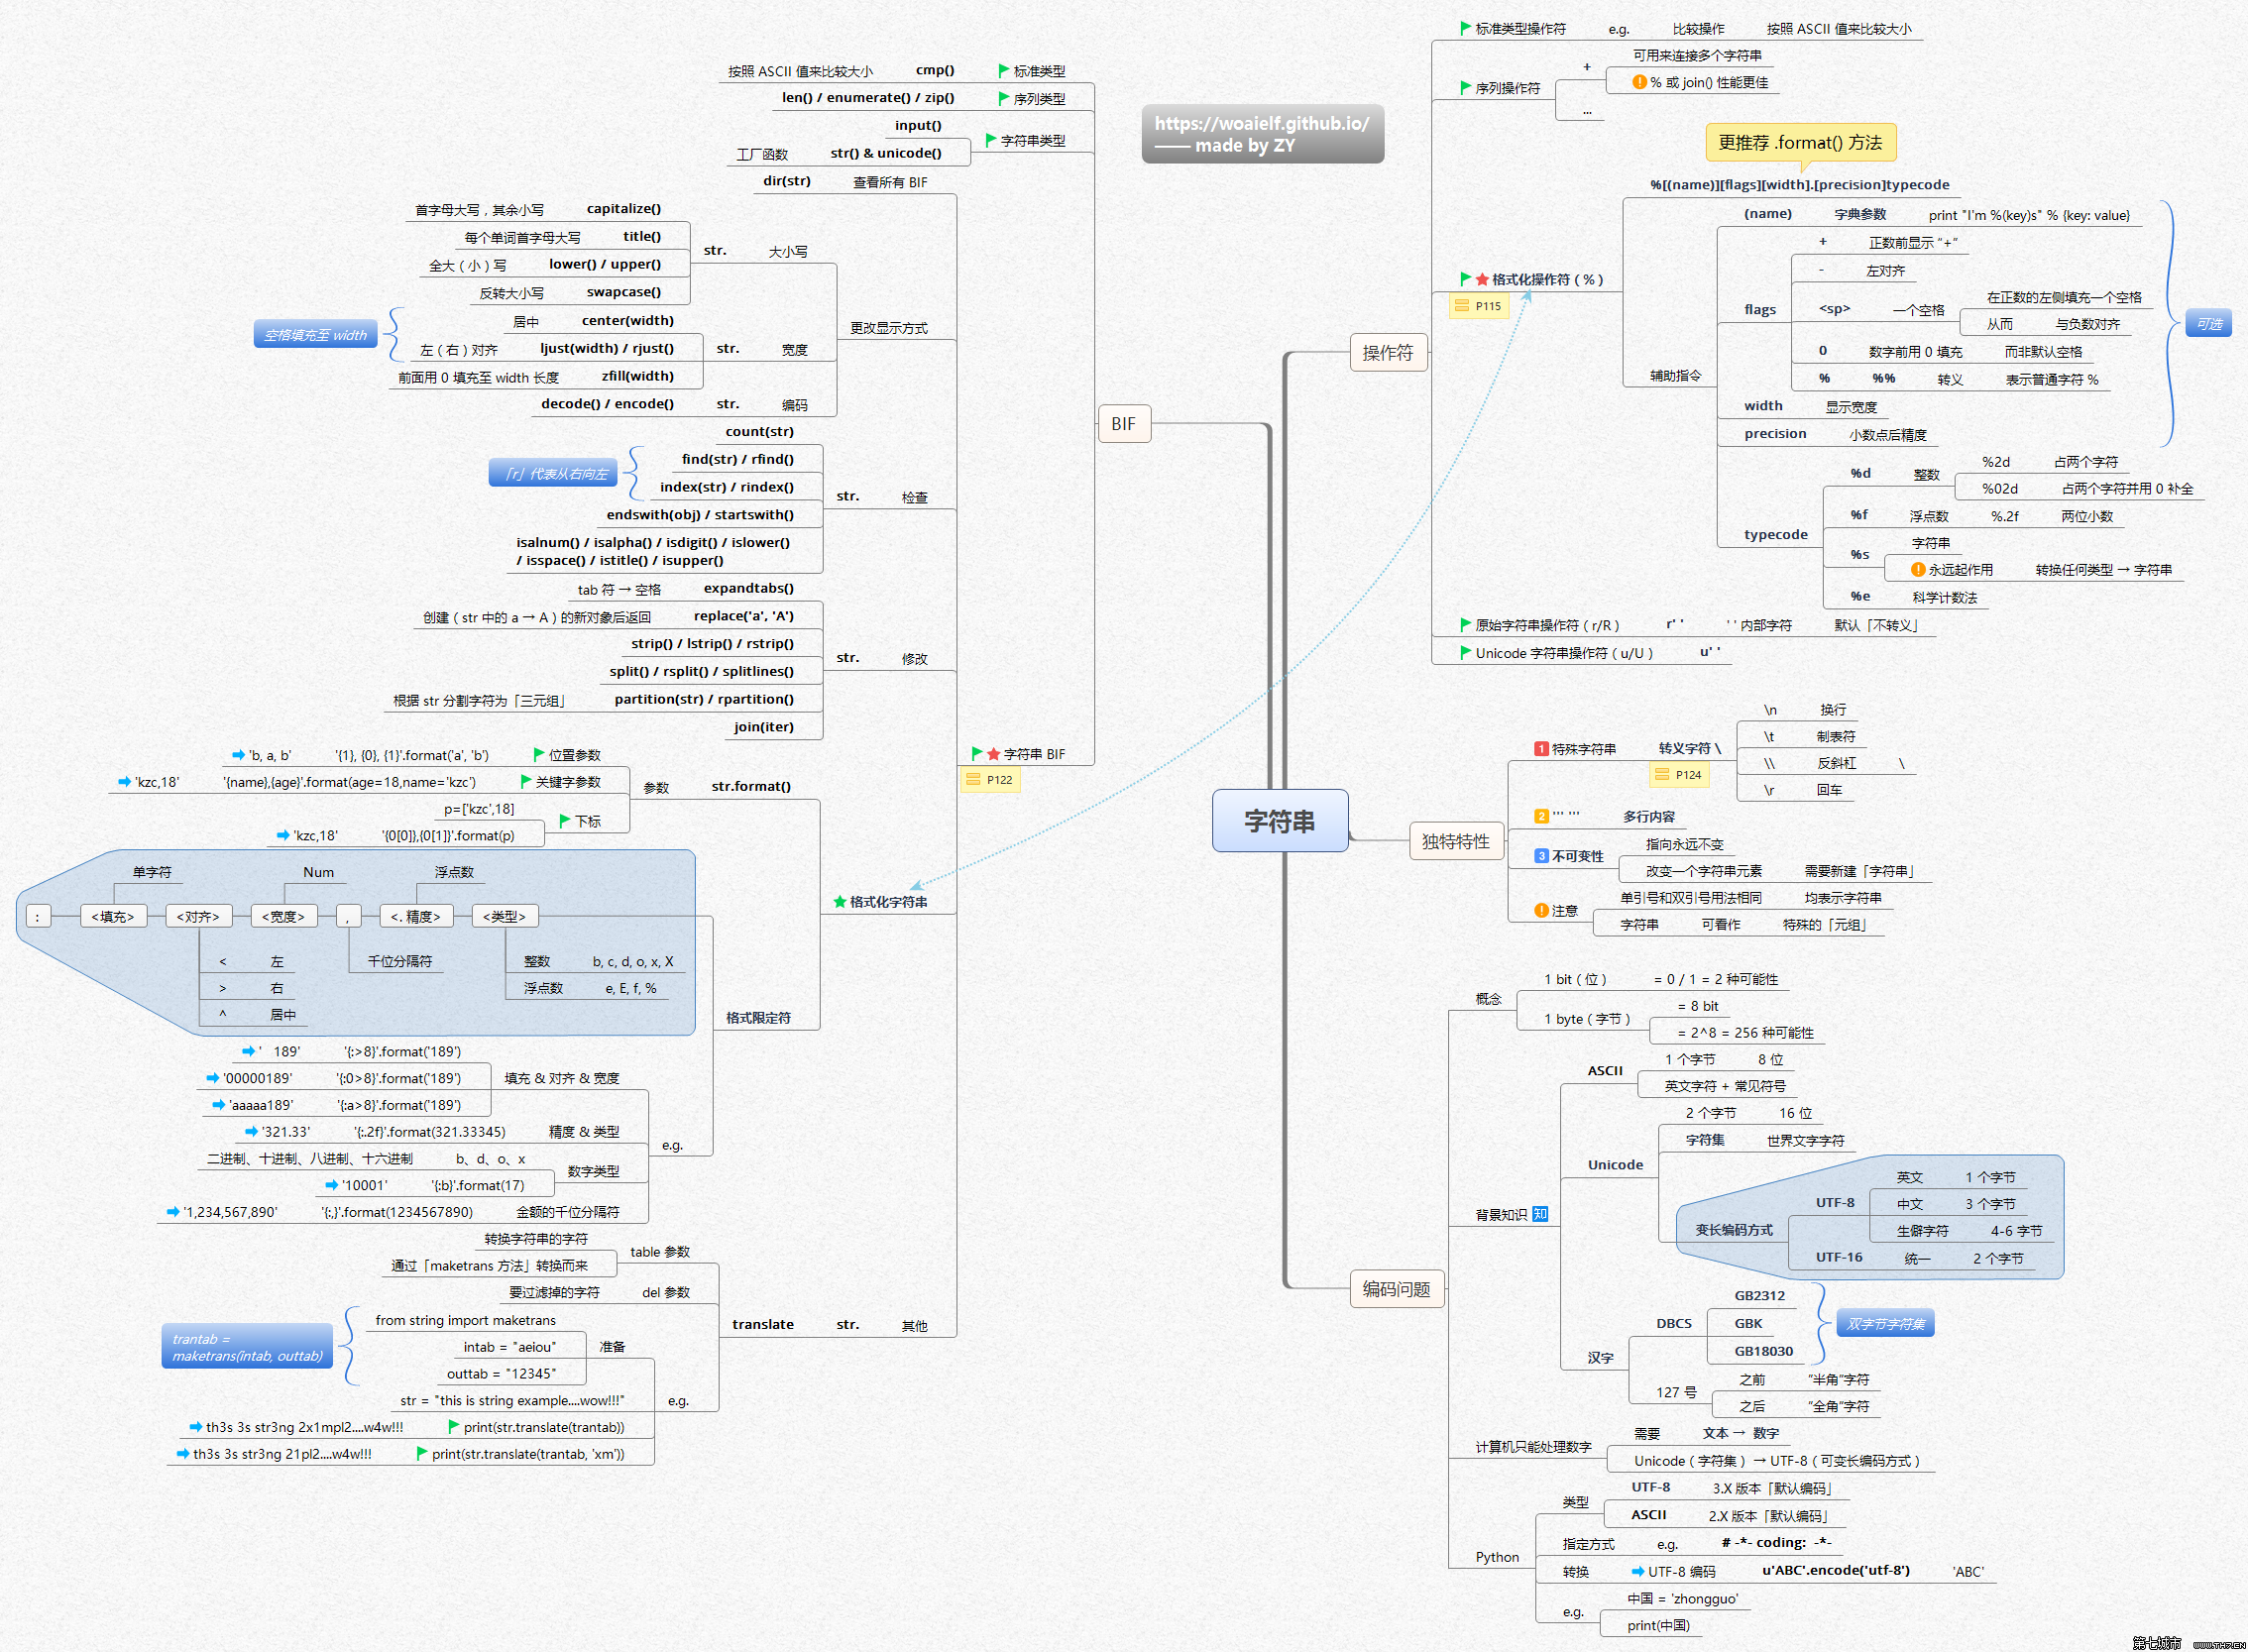 https://woaielf.github.io/
—— made by ZY
字符串
操作符
标准类型操作符 e.g. 比较操作 按照 ASCII 值来比较大小
序列操作符
+
可用来连接多个字符串
% 或 join() 性能更佳
...
格式化操作符（%）
P115
更推荐 .format() 方法
%[(name)][flags][width].[precision]typecode
辅助指令
(name) 字典参数 print "I'm %(key)s" % {key: value}
flags
+ 正数前显示 “+”
- 左对齐
<sp> 一个空格
在正数的左侧填充一个空格
从而 与负数对齐
0 数字前用 0 填充 而非默认空格
% %% 转义 表示普通字符 %
width 显示宽度
precision 小数点后精度
可选
typecode
%d 整数
%2d 占两个字符
%02d 占两个字符并用 0 补全
%f 浮点数 %.2f 两位小数
%s
字符串
永远起作用 转换任何类型 → 字符串
%e 科学计数法
原始字符串操作符（r/R） r' ' ' ' 内部字符 默认「不转义」
Unicode 字符串操作符（u/U） u' '
独特特性
1 特殊字符串 转义字符 \
P124
\n 换行
\t 制表符
\\ 反斜杠 \
\r 回车
2 ''' ''' 多行内容
3 不可变性
指向永远不变
改变一个字符串元素 需要新建「字符串」
注意
单引号和双引号用法相同 均表示字符串
字符串 可看作 特殊的「元组」
编码问题
概念
1 bit（位） = 0 / 1 = 2 种可能性
1 byte（字节）
= 8 bit
= 2^8 = 256 种可能性
背景知识 知
ASCII
1 个字节 8 位
英文字符 + 常见符号
Unicode
2 个字节 16 位
字符集 世界文字字符
变长编码方式
UTF-8
英文 1 个字节
中文 3 个字节
生僻字符 4-6 字节
UTF-16 统一 2 个字节
汉字
DBCS
GB2312
GBK
GB18030
双字节字符集
127 号
之前 “半角”字符
之后 “全角”字符
计算机只能处理数字
需要 文本 → 数字
Unicode（字符集） → UTF-8（可变长编码方式）
Python
类型
UTF-8 3.X 版本「默认编码」
ASCII 2.X 版本「默认编码」
指定方式 e.g. # -*- coding: -*-
转换 UTF-8 编码 u'ABC'.encode('utf-8') 'ABC'
e.g.
中国 = 'zhongguo'
print(中国)
BIF
标准类型 cmp() 按照 ASCII 值来比较大小
序列类型 len() / enumerate() / zip()
字符串类型
input()
str() & unicode() 工厂函数
字符串 BIF
P122
查看所有 BIF dir(str)
更改显示方式
大小写 str.
capitalize() 首字母大写，其余小写
title() 每个单词首字母大写
lower() / upper() 全大（小）写
swapcase() 反转大小写
宽度 str.
center(width) 居中
ljust(width) / rjust() 左（右）对齐
空格填充至 width
zfill(width) 前面用 0 填充至 width 长度
编码 str. decode() / encode()
检查 str.
count(str)
find(str) / rfind()
index(str) / rindex()
「r」代表从右向左
endswith(obj) / startswith()
isalnum() / isalpha() / isdigit() / islower()
/ isspace() / istitle() / isupper()
修改 str.
expandtabs() tab 符 → 空格
replace('a', 'A') 创建（str 中的 a → A）的新对象后返回
strip() / lstrip() / rstrip()
split() / rsplit() / splitlines()
partition(str) / rpartition() 根据 str 分割字符为「三元组」
join(iter)
格式化字符串
str.format() 参数
位置参数 '{1}, {0}, {1}'.format('a', 'b') 'b, a, b'
关键字参数 '{name},{age}'.format(age=18,name='kzc') 'kzc,18'
下标
p=['kzc',18]
'{0[0]},{0[1]}'.format(p) 'kzc,18'
格式限定符
单字符 Num 浮点数
: <填充> <对齐> <宽度> , <. 精度> <类型>
< 左
> 右
^ 居中
千位分隔符
整数 b, c, d, o, x, X
浮点数 e, E, f, %
e.g.
填充 & 对齐 & 宽度
'{:>8}'.format('189') '   189'
'{:0>8}'.format('189') '00000189'
'{:a>8}'.format('189') 'aaaaa189'
精度 & 类型 '{:.2f}'.format(321.33345) '321.33'
数字类型
b、d、o、x 二进制、十进制、八进制、十六进制
'{:b}'.format(17) '10001'
金额的千位分隔符 '{:,}'.format(1234567890) '1,234,567,890'
其他 str. translate
table 参数
转换字符串的字符
通过「maketrans 方法」转换而来
del 参数 要过滤掉的字符
e.g.
准备
from string import maketrans
intab = "aeiou"
outtab = "12345"
trantab =
maketrans(intab, outtab)
str = "this is string example....wow!!!"
print(str.translate(trantab)) th3s 3s str3ng 2x1mpl2....w4w!!!
print(str.translate(trantab, 'xm')) th3s 3s str3ng 21pl2....w4w!!!
第七城市 WWW.TH7.CN